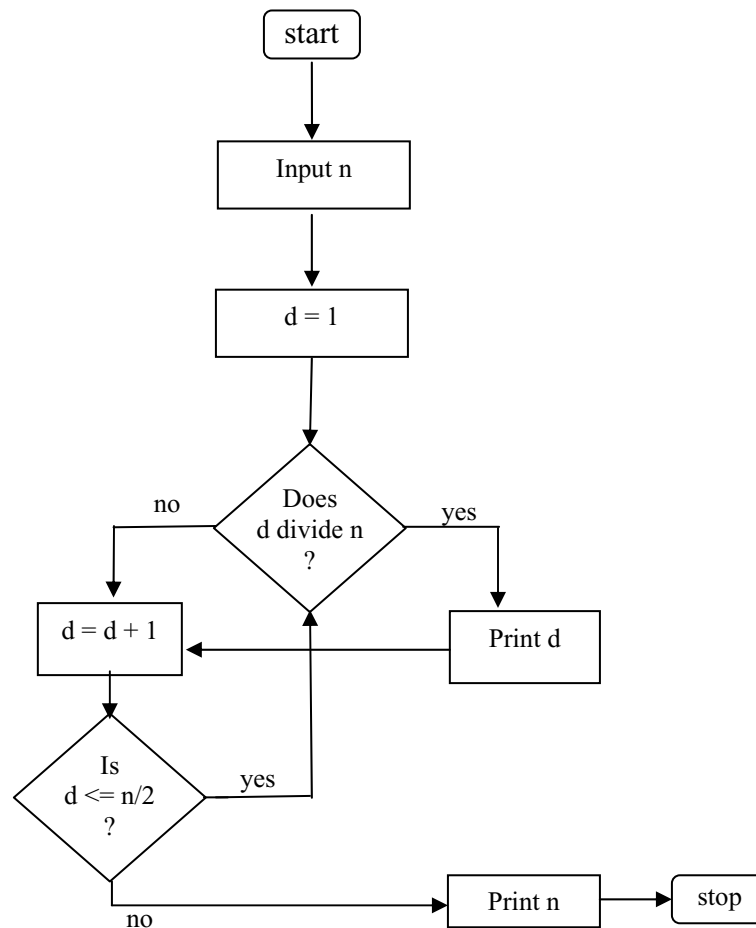 start
Input n
d = 1
Does
d divide n
?
no
yes
d = d + 1
Print d
Is
d <= n/2
?
yes
no
Print n
stop